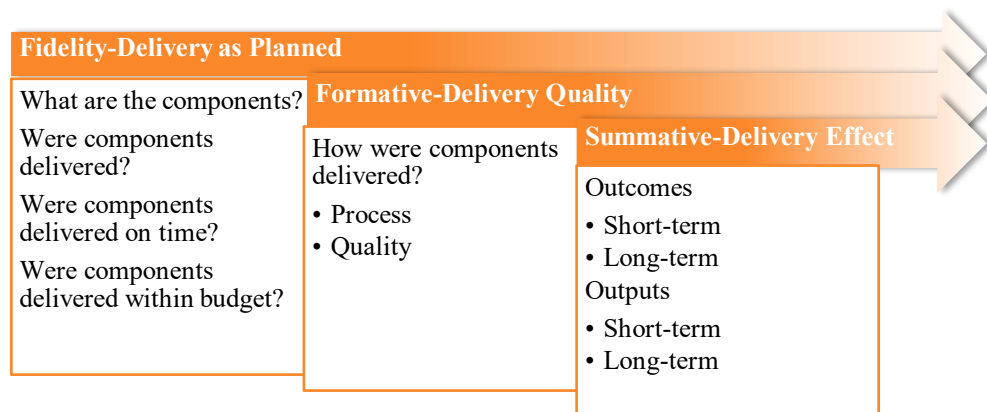 Fidelity-Delivery as Planned
What are the components?
Were components
delivered?
Were components
delivered on time?
Were components
delivered within budget?
Formative-Delivery Quality
How were components
delivered?
• Process
• Quality
Summative-Delivery Effect
Outcomes
• Short-term
• Long-term
Outputs
• Short-term
• Long-term